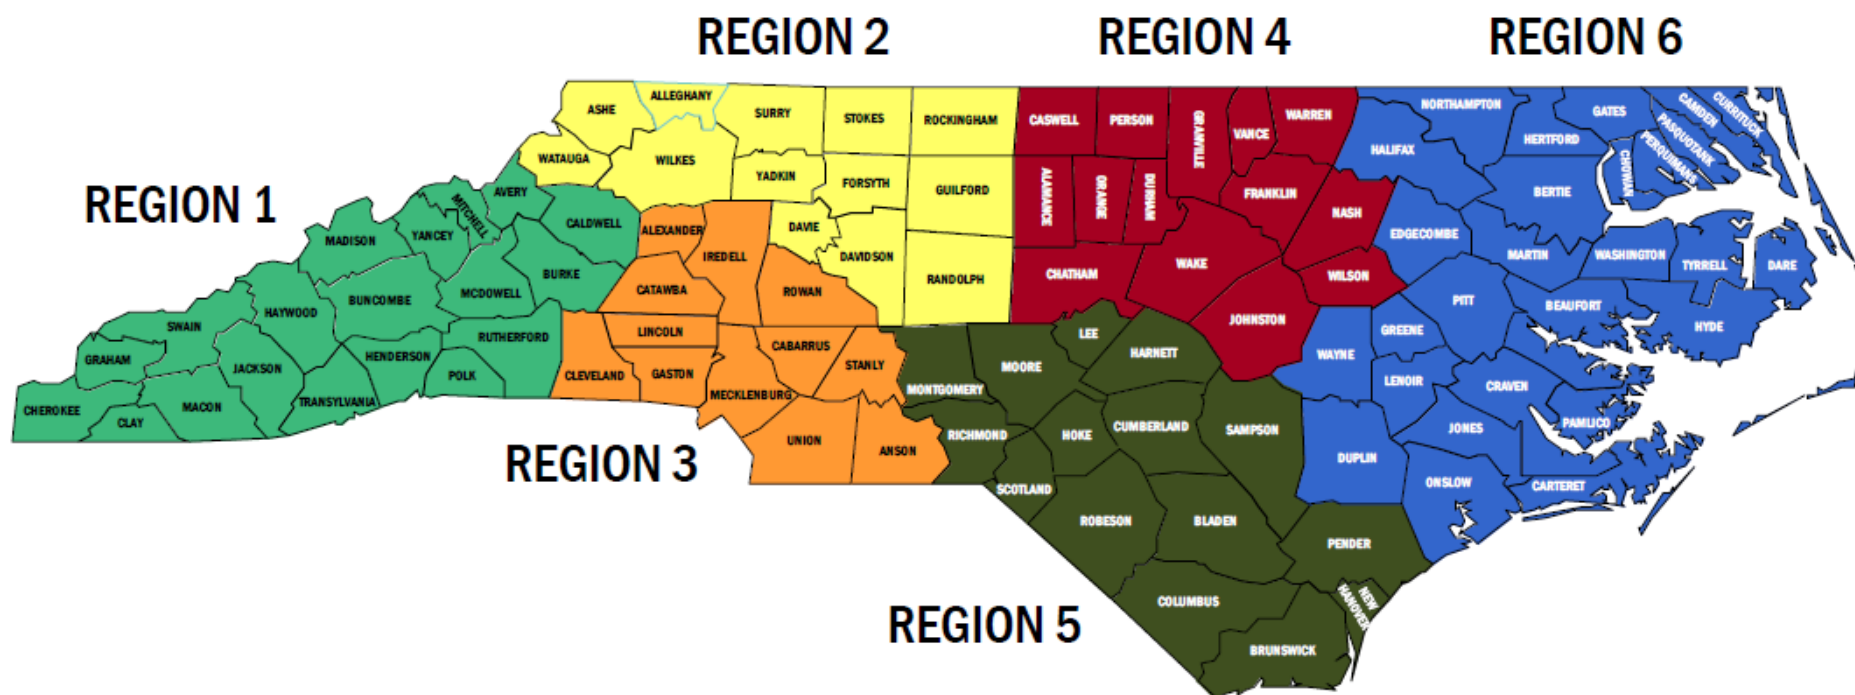 REGION 2
REGION 4
REGION 6
REGION 1
REGION 3
REGION 5
ASHE
ALLEGHANY
SURRY
STOKES
ROCKINGHAM
WATAUGA
WILKES
YADKIN
FORSYTH
GUILFORD
DAVIE
DAVIDSON
RANDOLPH
CASWELL
PERSON
GRANVILLE
VANCE
WARREN
ALAMANCE
ORANGE
DURHAM
FRANKLIN
NASH
CHATHAM
WAKE
WILSON
JOHNSTON
NORTHAMPTON
GATES
CAMDEN
CURRITUCK
HERTFORD
PASQUOTANK
PERQUIMANS
CHOWAN
HALIFAX
BERTIE
EDGECOMBE
MARTIN
WASHINGTON
TYRRELL
DARE
PITT
BEAUFORT
HYDE
GREENE
WAYNE
LENOIR
CRAVEN
PAMLICO
JONES
DUPLIN
ONSLOW
CARTERET
AVERY
MITCHELL
YANCEY
CALDWELL
MADISON
BURKE
MCDOWELL
BUNCOMBE
HAYWOOD
SWAIN
RUTHERFORD
HENDERSON
POLK
GRAHAM
JACKSON
TRANSYLVANIA
MACON
CHEROKEE
CLAY
ALEXANDER
IREDELL
CATAWBA
ROWAN
LINCOLN
CABARRUS
STANLY
CLEVELAND
GASTON
MECKLENBURG
UNION
ANSON
LEE
HARNETT
MOORE
MONTGOMERY
RICHMOND
HOKE
CUMBERLAND
SAMPSON
SCOTLAND
ROBESON
BLADEN
PENDER
COLUMBUS
NEW
HANOVER
BRUNSWICK